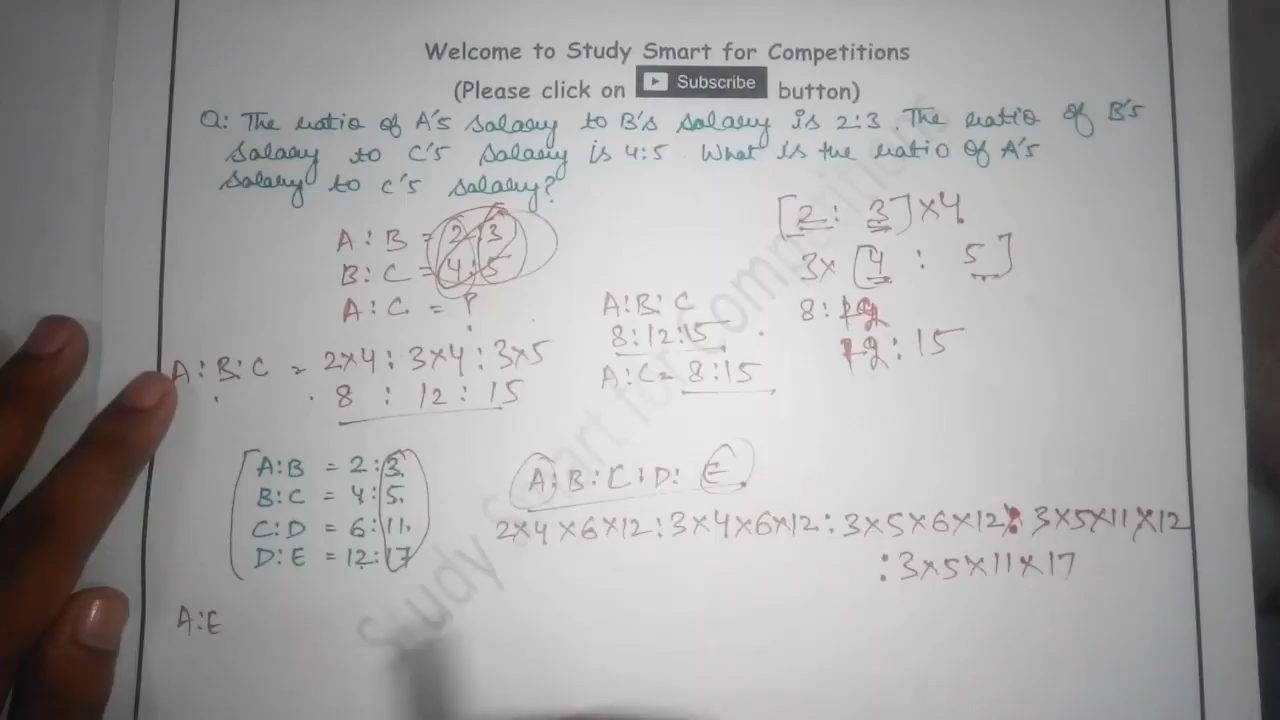 Welcome to Study Smart for Competitions
(Please click on Subscribe button)
Q: The ratio of A's salary to B's salary is 2:3. The ratio of B's
salary to C's salary is 4:5. What is the ratio of A's
salary to C's salary?
A : B = 2:3
B : C = 4:5
A : C = ?
[2 : 3]×4
3× [4 : 5]
8:12
12:15
A:B:C
8:12:15
A:C= 8:15
A:B:C = 2×4 : 3×4 : 3×5
8 : 12 : 15
A:B = 2:3
B:C = 4:5
C:D = 6:11
D:E = 12:17
A:B:C:D:E
2×4×6×12:3×4×6×12:3×5×6×12:3×5×11×12
:3×5×11×17
A:E
Study Smart for Competitions